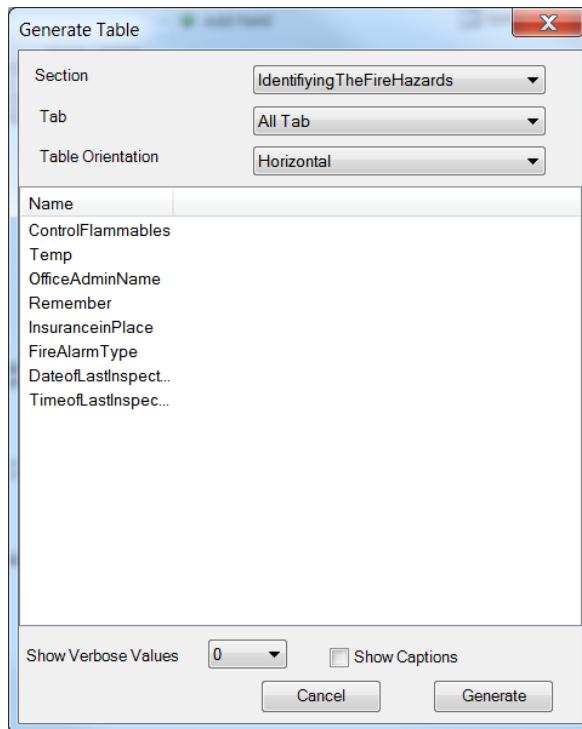 Generate Table
Section IdentifiyingTheFireHazards
Tab All Tab
Table Orientation Horizontal
Name
ControlFlammables
Temp
OfficeAdminName
Remember
InsuranceinPlace
FireAlarmType
DateofLastInspect...
TimeofLastInspec...
Show Verbose Values 0 Show Captions
Cancel Generate